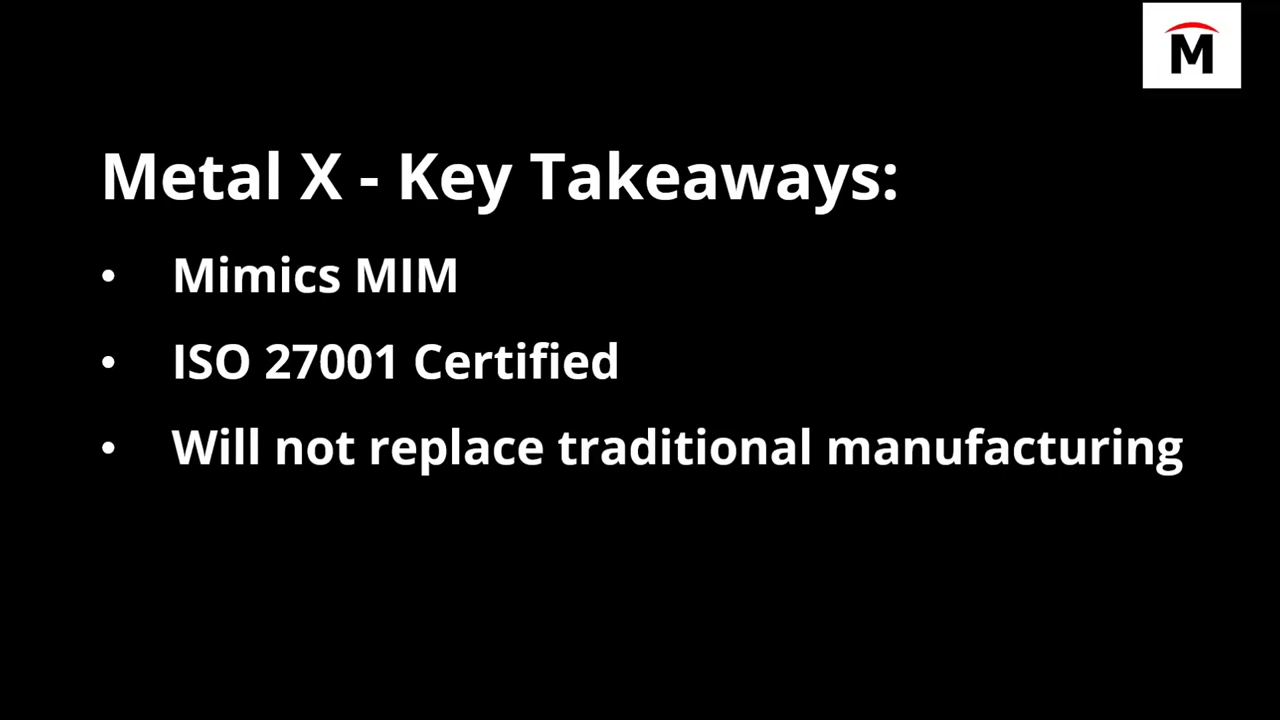 M
Metal X - Key Takeaways:
• Mimics MIM
• ISO 27001 Certified
• Will not replace traditional manufacturing